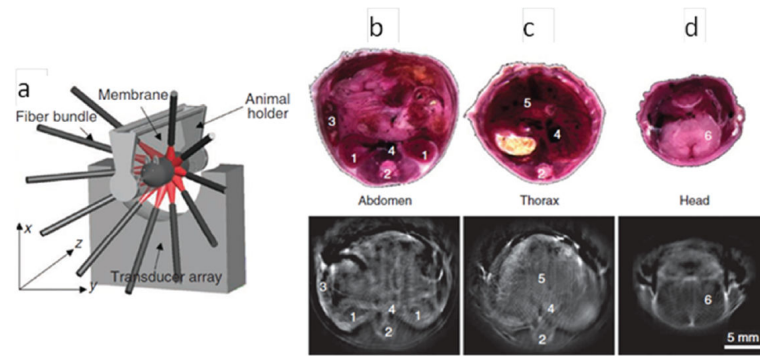 a
Fiber bundle
Membrane
Animal
holder
Transducer array
x
z
y
b
c
d
3
4
1
1
2
5
4
2
6
Abdomen
Thorax
Head
3
4
1
1
2
5
4
2
6
5 mm